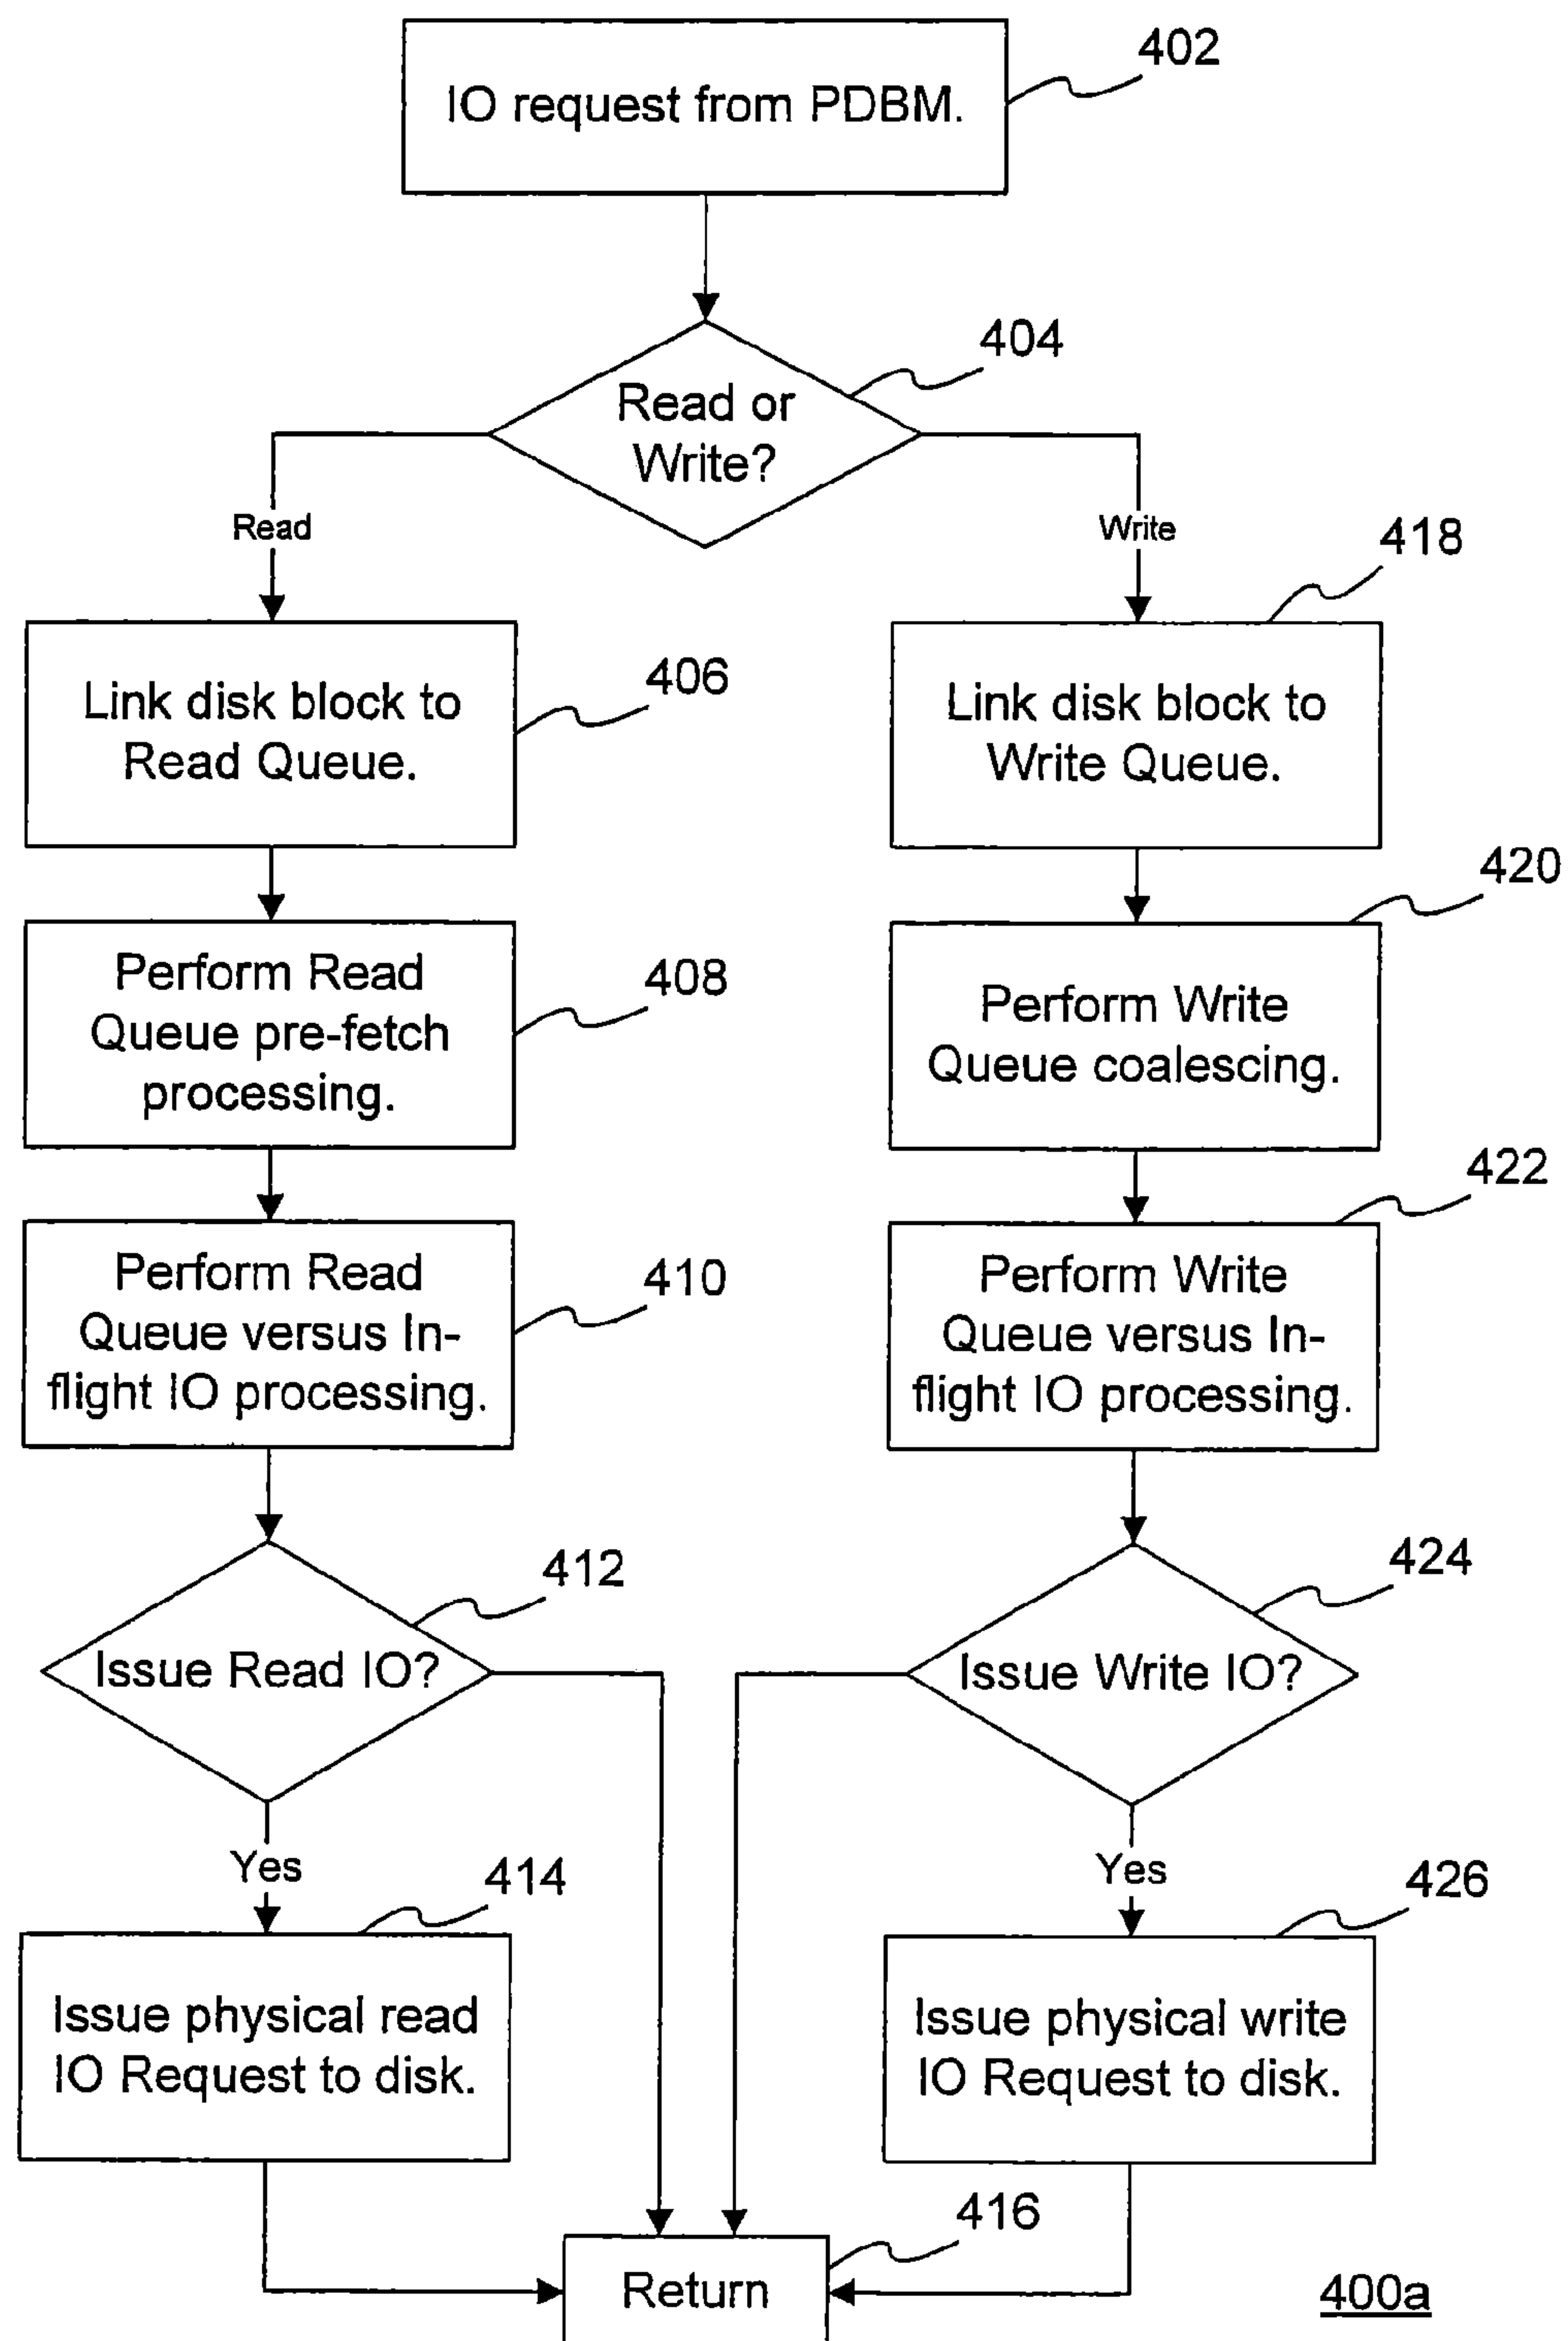 402
IO request from PDBM.
404
Read or
Write?
Read
Write
418
406
Link disk block to
Read Queue.
Link disk block to
Write Queue.
420
408
Perform Read
Queue pre-fetch
processing.
Perform Write
Queue coalescing.
422
410
Perform Read
Queue versus In-
flight IO processing.
Perform Write
Queue versus In-
flight IO processing.
412
424
Issue Read IO?
Issue Write IO?
Yes
Yes
414
426
Issue physical read
IO Request to disk.
Issue physical write
IO Request to disk.
416
Return
400a